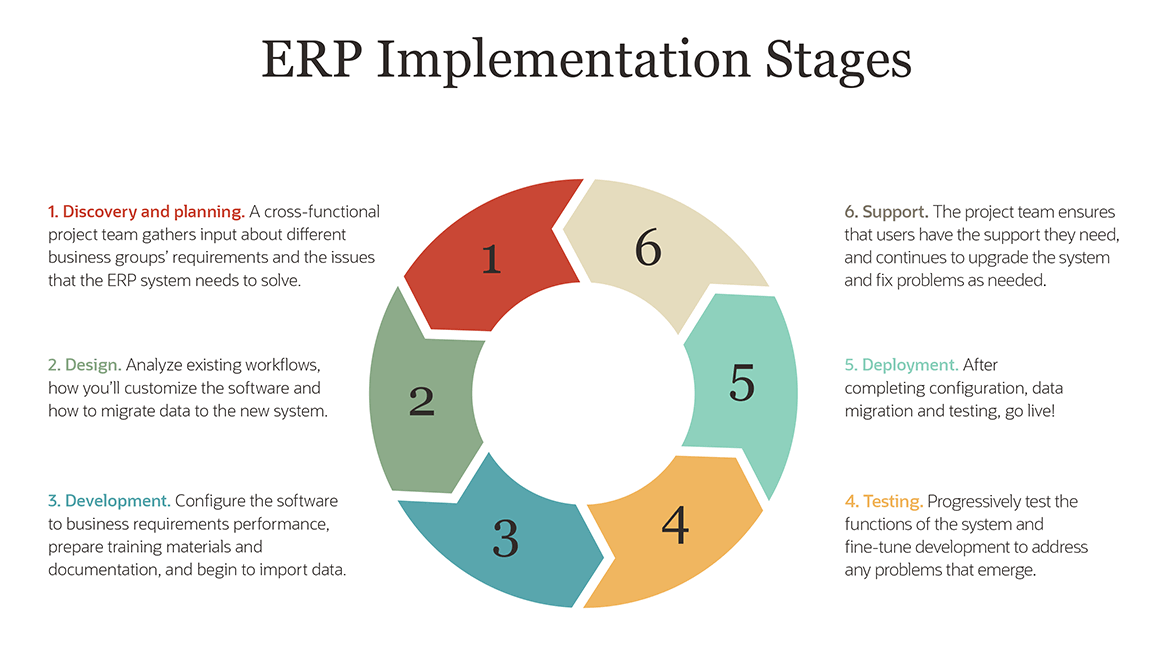 ERP Implementation Stages
1. Discovery and planning. A cross-functional
project team gathers input about different
business groups’ requirements and the issues
that the ERP system needs to solve.
2. Design. Analyze existing workflows,
how you’ll customize the software and
how to migrate data to the new system.
3. Development. Configure the software
to business requirements performance,
prepare training materials and
documentation, and begin to import data.
1
2
3
4
5
6
6. Support. The project team ensures
that users have the support they need,
and continues to upgrade the system
and fix problems as needed.
5. Deployment. After
completing configuration, data
migration and testing, go live!
4. Testing. Progressively test the
functions of the system and
fine-tune development to address
any problems that emerge.